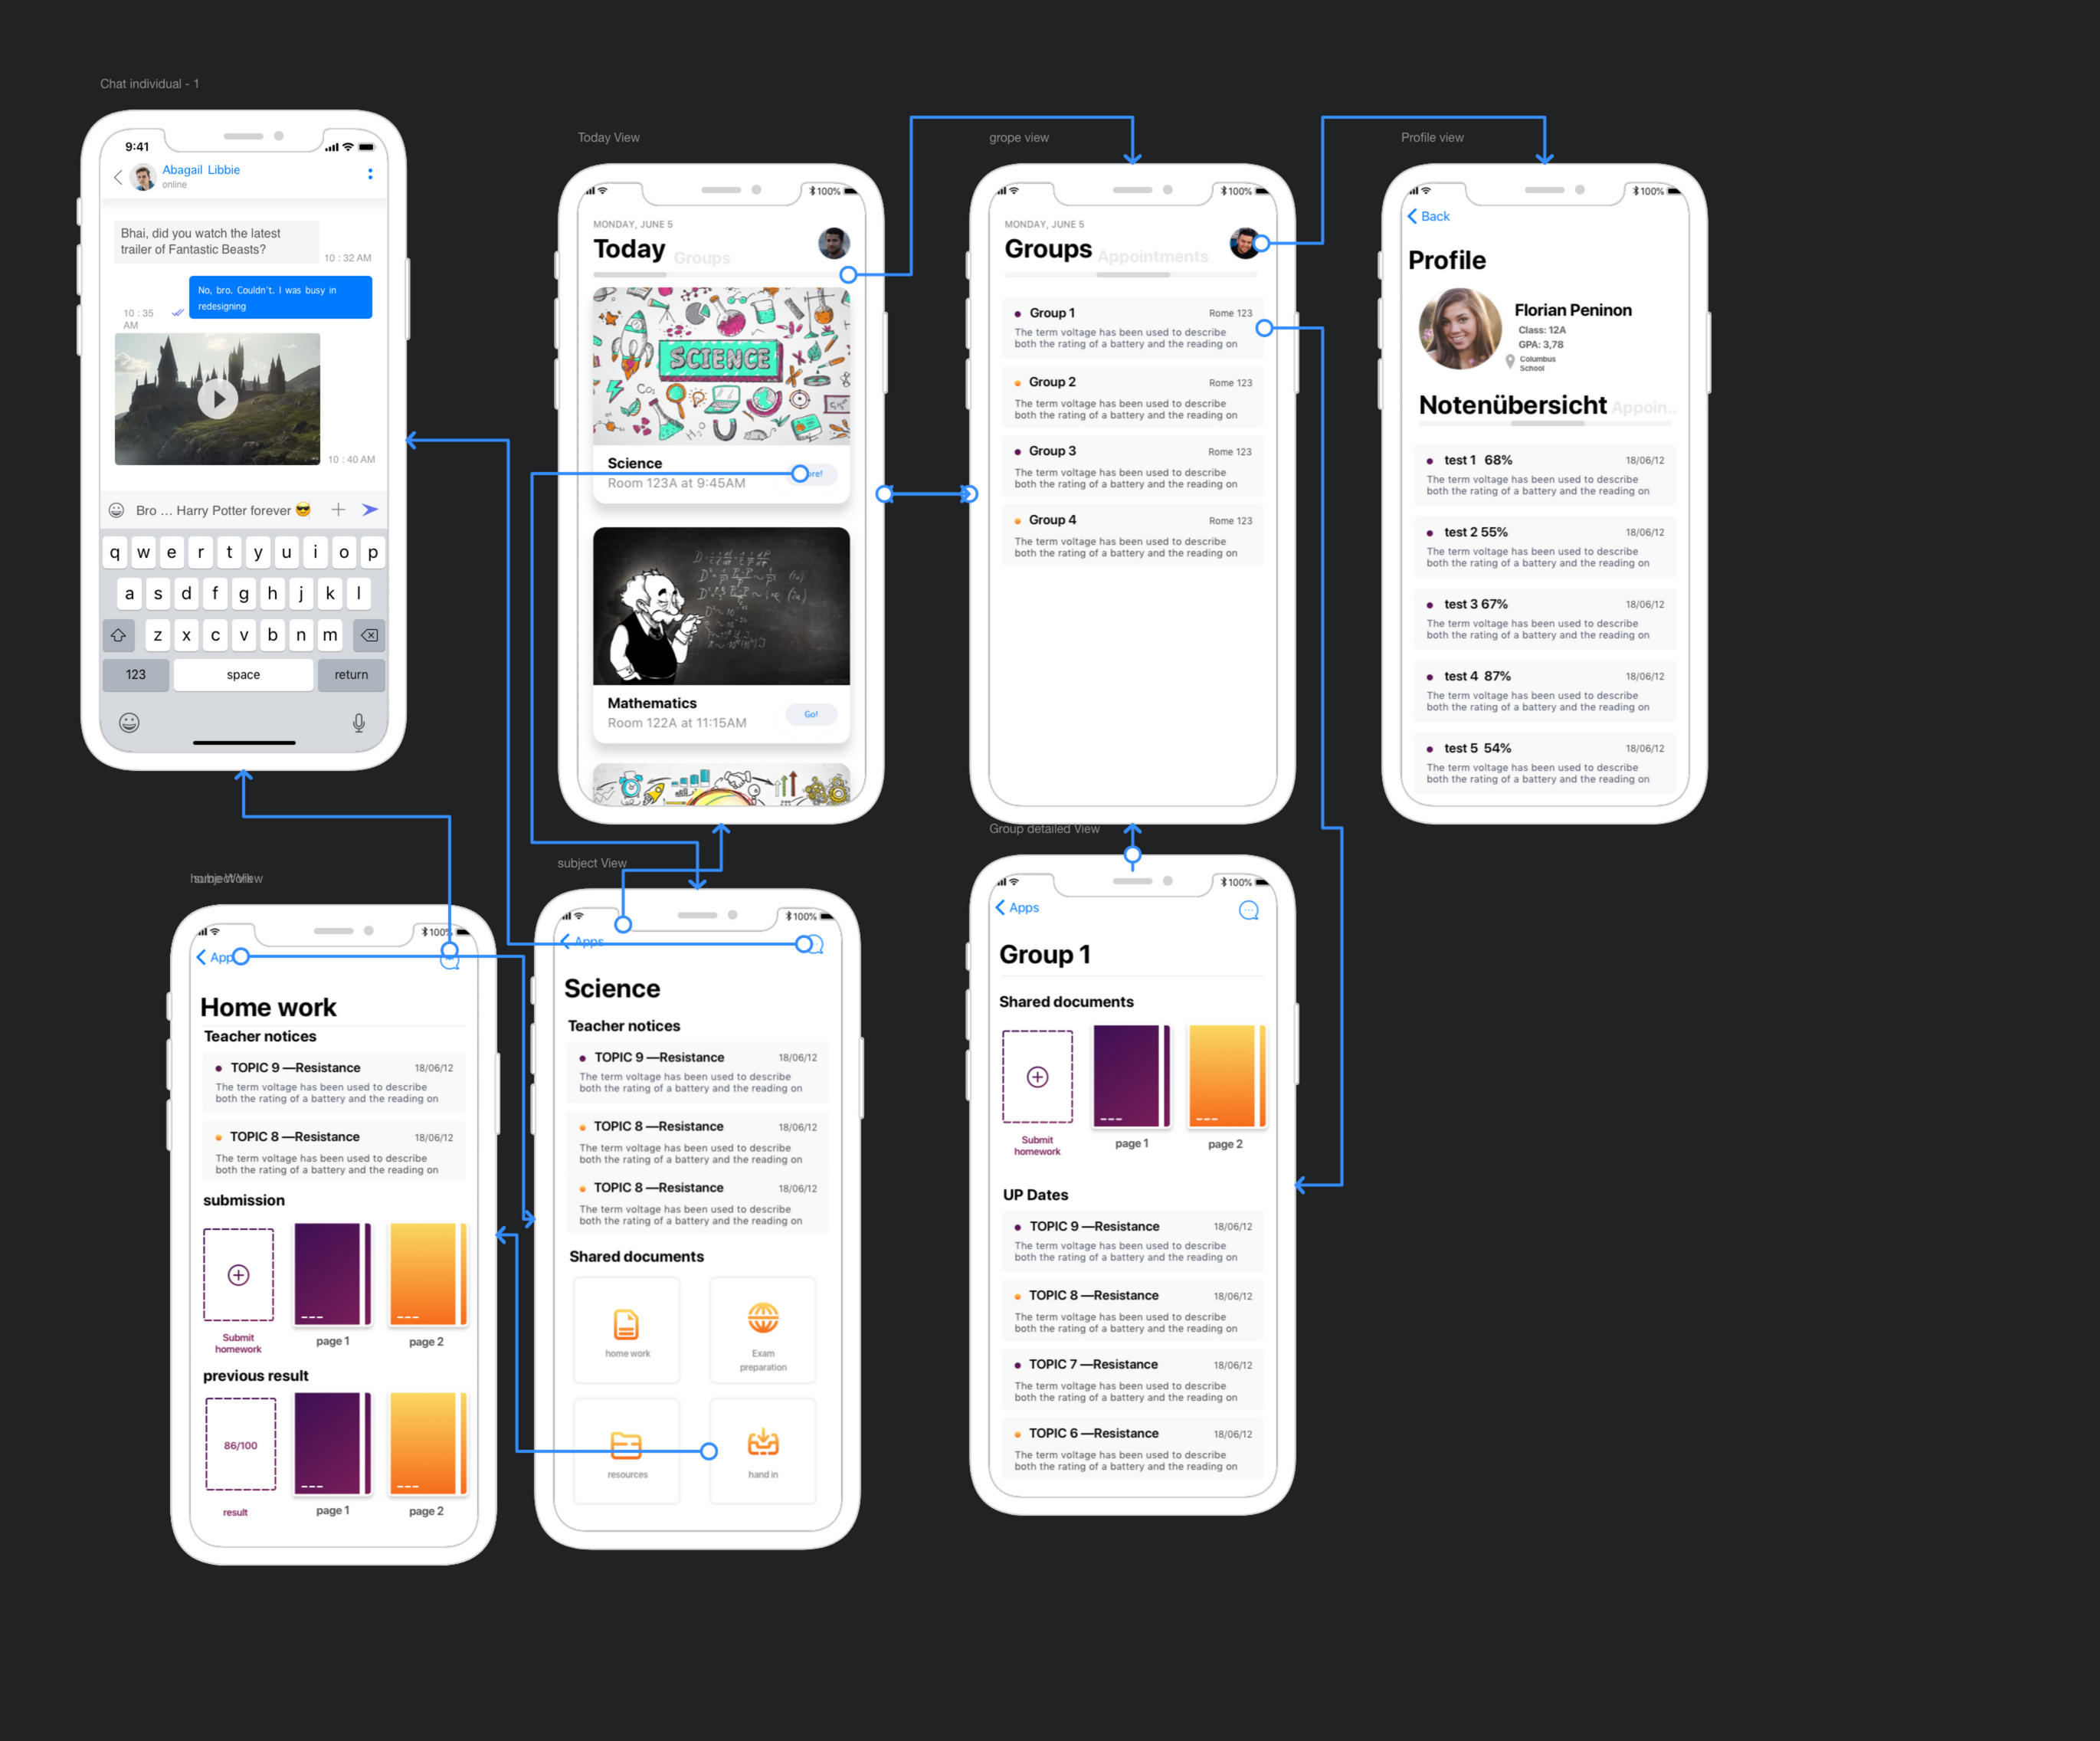 Chat individual - 1
9:41
Abagail Libbie
online
Bhai, did you watch the latest
trailer of Fantastic Beasts?
10 : 32 AM
No, bro. Couldn't. I was busy in
redesigning
10 : 35
AM
10 : 40 AM
Bro ... Harry Potter forever 😎
q w e r t y u i o p
a s d f g h j k l
z x c v b n m
123 space return
Today View
100%
MONDAY, JUNE 5
Today Groups
SCIENCE
CO2
Science
Room 123A at 9:45AM
Mathematics
Room 122A at 11:15AM
Go!
grope view
100%
MONDAY, JUNE 5
Groups Appointments
Group 1 Rome 123
The term voltage has been used to describe
both the rating of a battery and the reading on
Group 2 Rome 123
The term voltage has been used to describe
both the rating of a battery and the reading on
Group 3 Rome 123
The term voltage has been used to describe
both the rating of a battery and the reading on
Group 4 Rome 123
The term voltage has been used to describe
both the rating of a battery and the reading on
Profile view
100%
Back
Profile
Florian Peninon
Class: 12A
GPA: 3,78
Columbus
School
Notenübersicht Appoin..
test 1 68% 18/06/12
The term voltage has been used to describe
both the rating of a battery and the reading on
test 2 55% 18/06/12
The term voltage has been used to describe
both the rating of a battery and the reading on
test 3 67% 18/06/12
The term voltage has been used to describe
both the rating of a battery and the reading on
test 4 87% 18/06/12
The term voltage has been used to describe
both the rating of a battery and the reading on
test 5 54% 18/06/12
The term voltage has been used to describe
both the rating of a battery and the reading on
100%
App
Home work
Teacher notices
TOPIC 9 —Resistance 18/06/12
The term voltage has been used to describe
both the rating of a battery and the reading on
TOPIC 8 —Resistance 18/06/12
The term voltage has been used to describe
both the rating of a battery and the reading on
submission
Submit
homework
page 1
page 2
previous result
86/100
result
page 1
page 2
subject View
100%
Apps
Science
Teacher notices
TOPIC 9 —Resistance 18/06/12
The term voltage has been used to describe
both the rating of a battery and the reading on
TOPIC 8 —Resistance 18/06/12
The term voltage has been used to describe
both the rating of a battery and the reading on
TOPIC 8 —Resistance 18/06/12
The term voltage has been used to describe
both the rating of a battery and the reading on
Shared documents
home work
Exam
preparation
resources
hand in
Group detailed View
100%
Apps
Group 1
Shared documents
Submit
homework
page 1
page 2
UP Dates
TOPIC 9 —Resistance 18/06/12
The term voltage has been used to describe
both the rating of a battery and the reading on
TOPIC 8 —Resistance 18/06/12
The term voltage has been used to describe
both the rating of a battery and the reading on
TOPIC 7 —Resistance 18/06/12
The term voltage has been used to describe
both the rating of a battery and the reading on
TOPIC 6 —Resistance 18/06/12
The term voltage has been used to describe
both the rating of a battery and the reading on